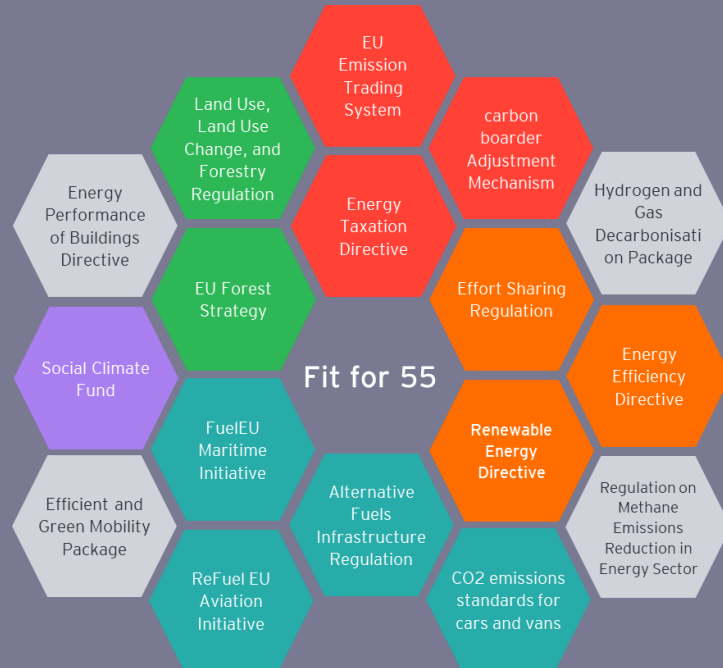 EU
Emission
Trading
System
Land Use,
Land Use
Change, and
Forestry
Regulation
carbon
boarder
Adjustment
Mechanism
Energy
Performance
of Buildings
Directive
Energy
Taxation
Directive
Hydrogen and
Gas
Decarbonisati
on Package
EU Forest
Strategy
Effort Sharing
Regulation
Social Climate
Fund
Fit for 55
Energy
Efficiency
Directive
FuelEU
Maritime
Initiative
Renewable
Energy
Directive
Efficient and
Green Mobility
Package
Alternative
Fuels
Infrastructure
Regulation
Regulation on
Methane
Emissions
Reduction in
Energy Sector
ReFuel EU
Aviation
Initiative
CO2 emissions
standards for
cars and vans